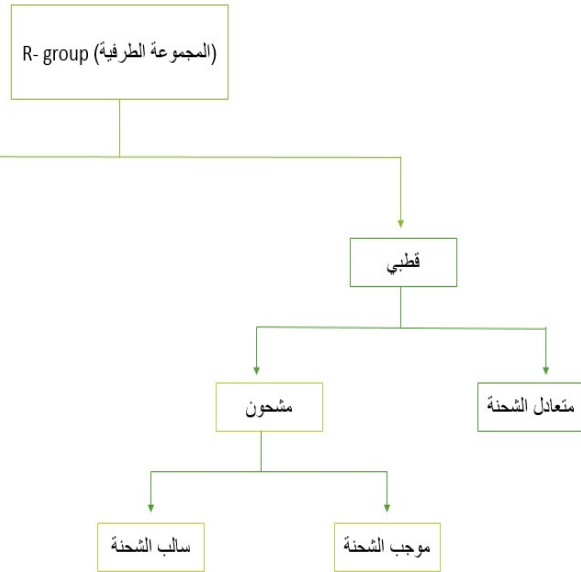 R- group (المجموعة الطرفية)
قطبي
مشحون
متعادل الشحنة
سالب الشحنة
موجب الشحنة